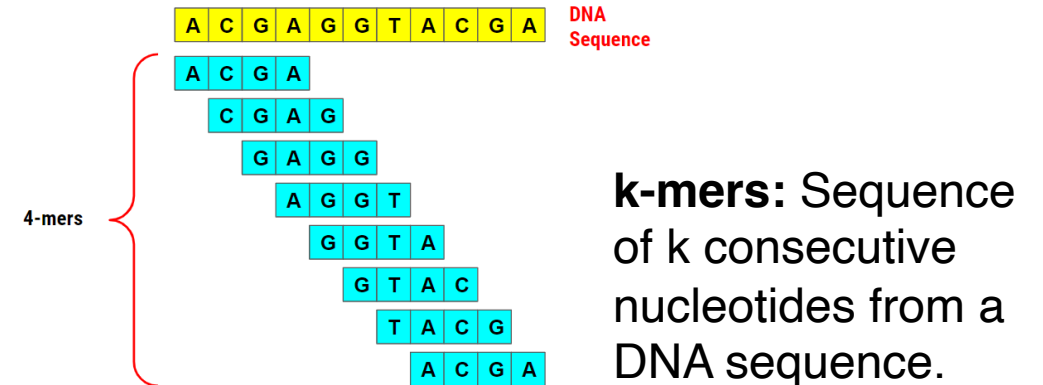 A C G A G G T A C G A
DNA
Sequence
A C G A
C G A G
G A G G
A G G T
G G T A
G T A C
T A C G
A C G A
4-mers
k-mers: Sequence
of k consecutive
nucleotides from a
DNA sequence.